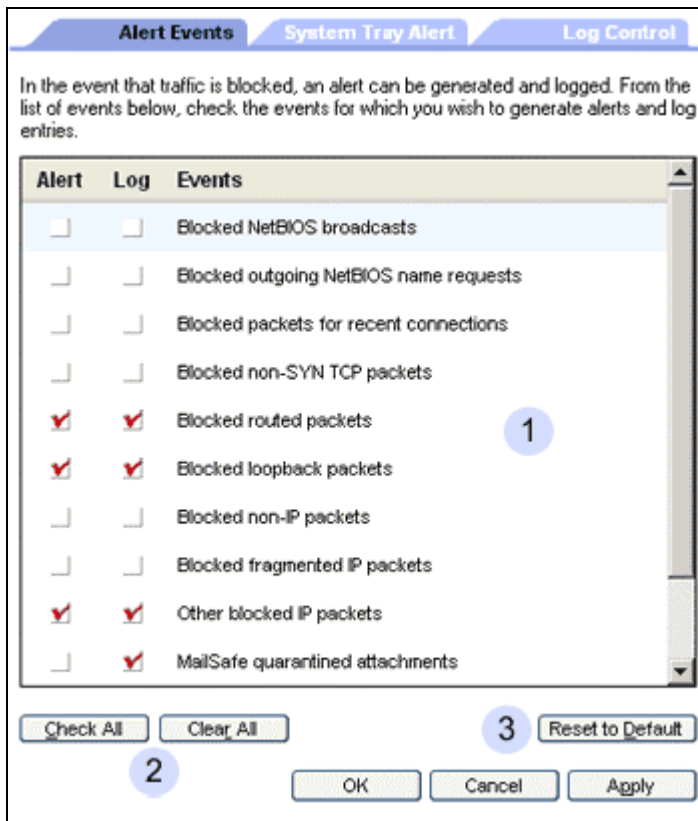 Alert Events System Tray Alert Log Control
In the event that traffic is blocked, an alert can be generated and logged. From the
list of events below, check the events for which you wish to generate alerts and log
entries.
Alert Log Events
Blocked NetBIOS broadcasts
Blocked outgoing NetBIOS name requests
Blocked packets for recent connections
Blocked non-SYN TCP packets
Blocked routed packets
1
Blocked loopback packets
Blocked non-IP packets
Blocked fragmented IP packets
Other blocked IP packets
MailSafe quarantined attachments
Check All Clear All 3 Reset to Default
2
OK Cancel Apply